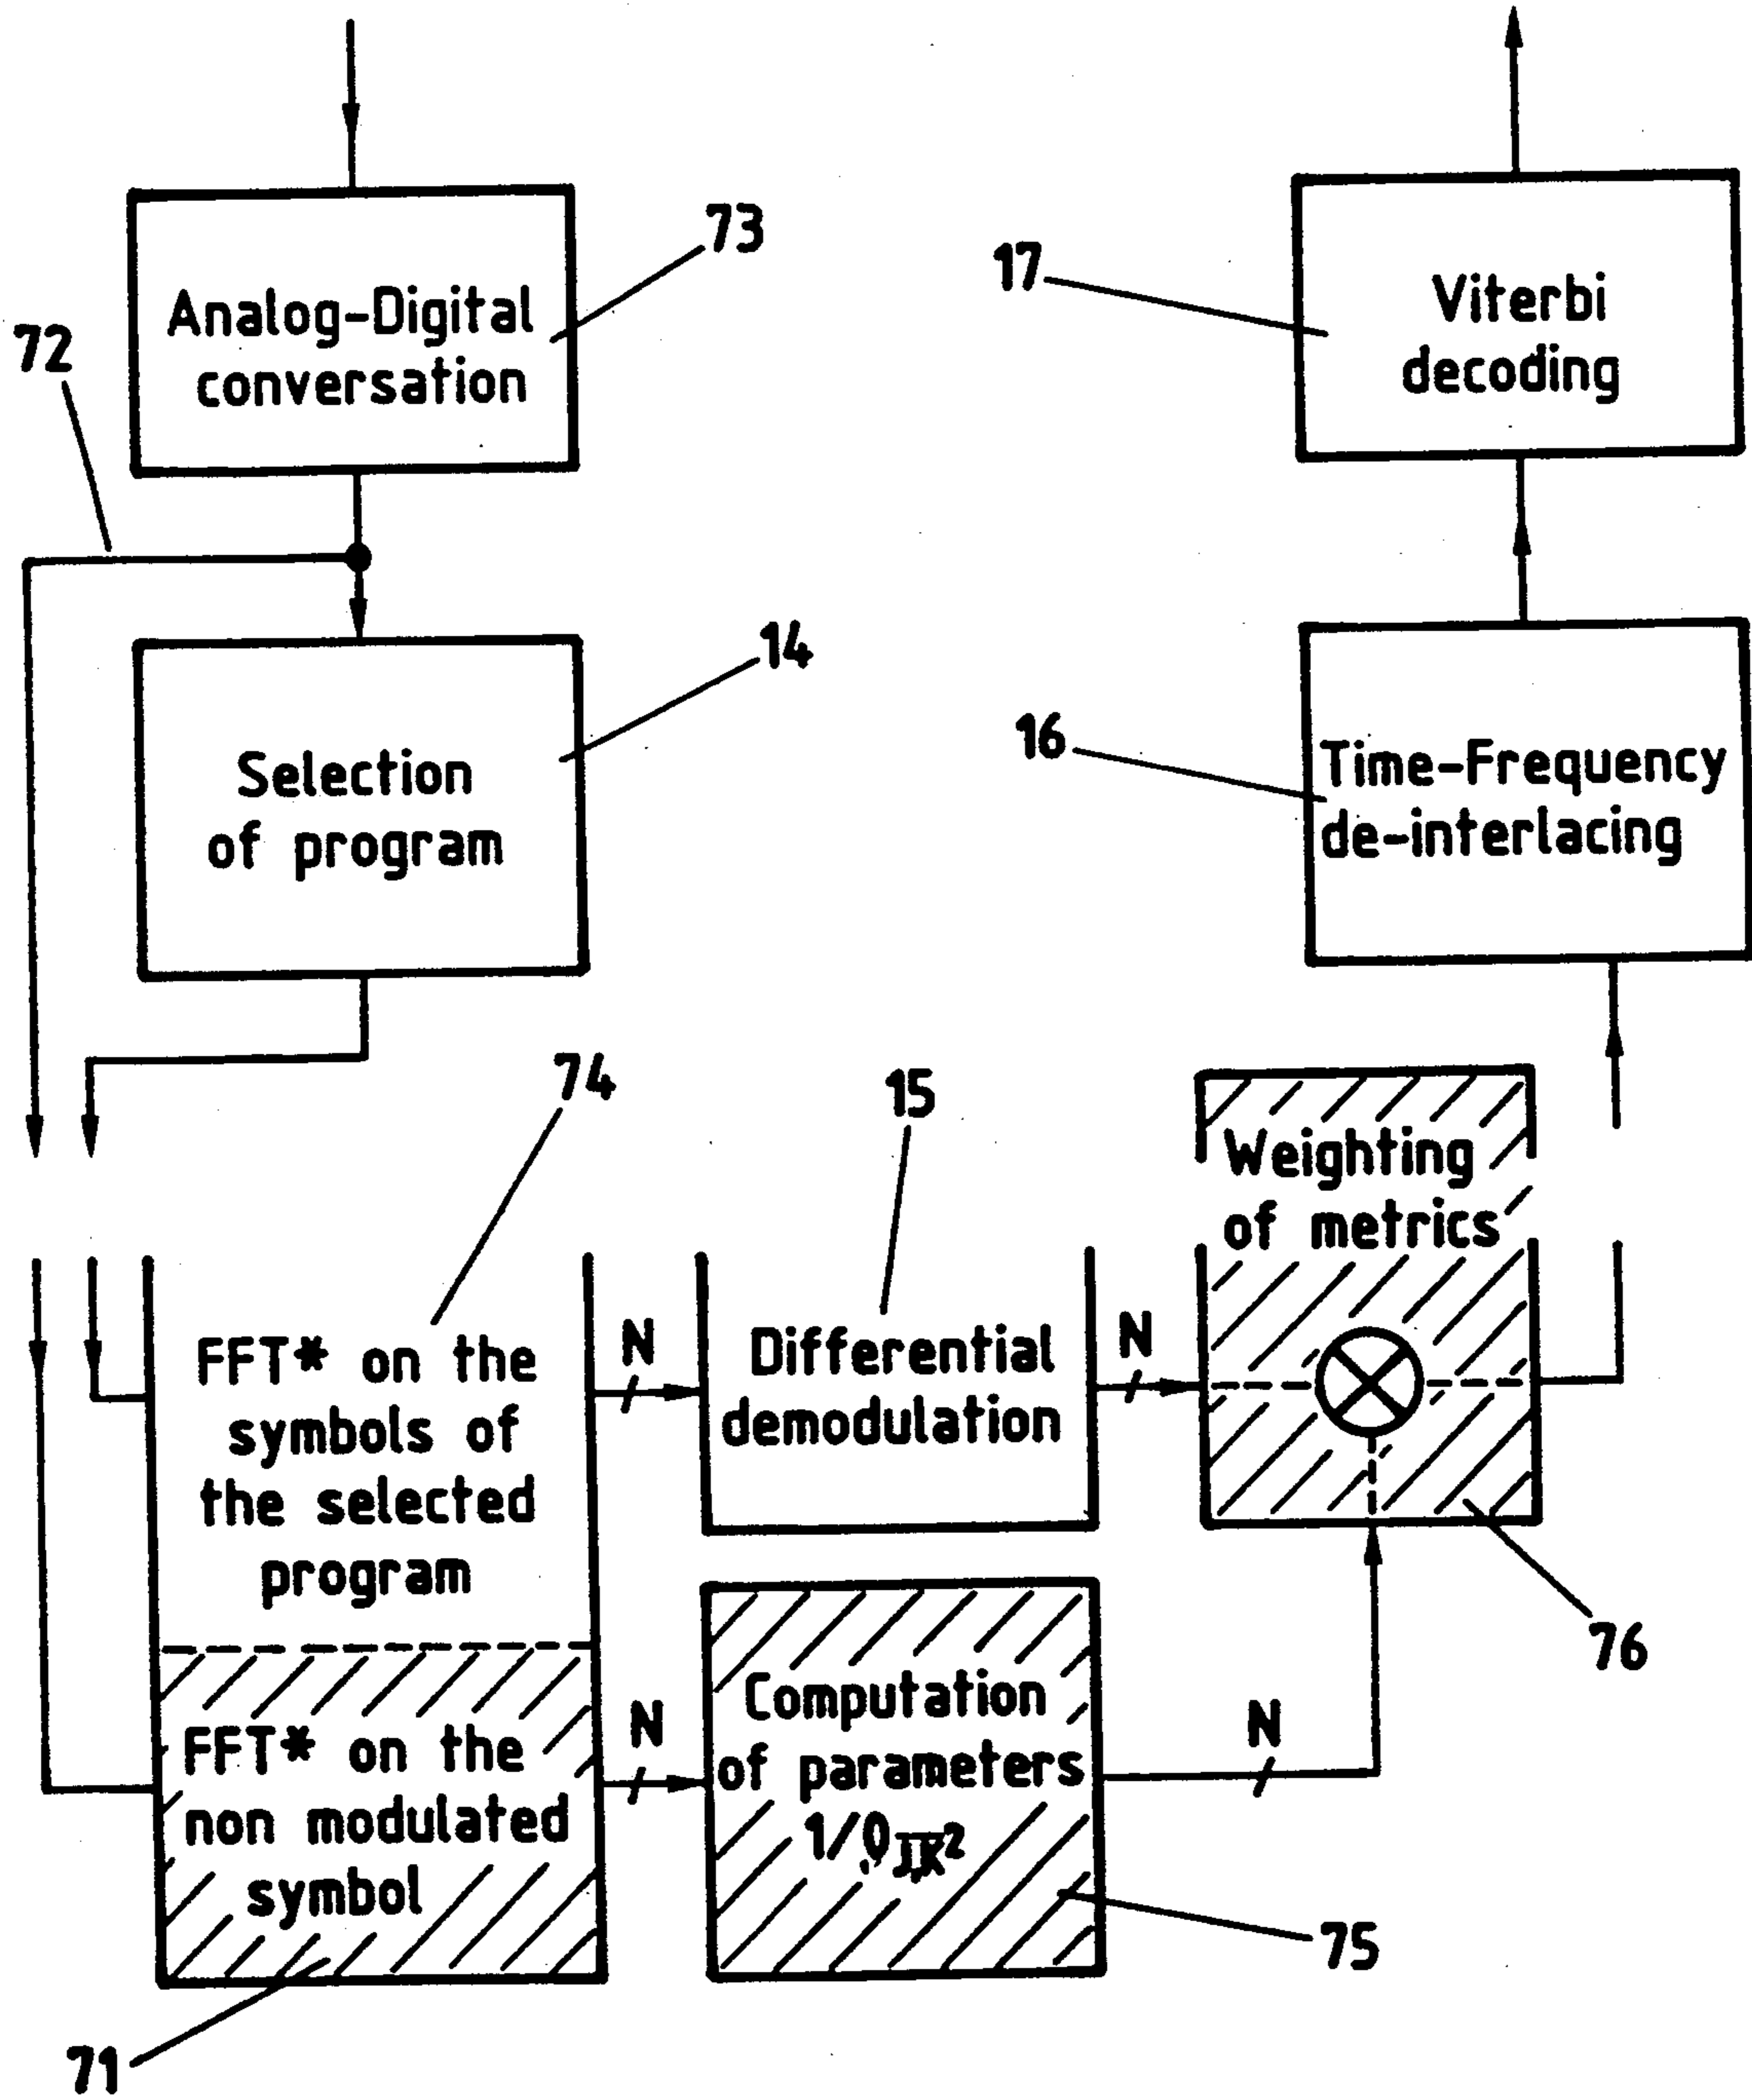 73
Analog-Digital
conversation
72
14
Selection
of program
17
Viterbi
decoding
16
Time-Frequency
de-interlacing
74
FFT* on the
symbols of
the selected
program
N
15
Differential
demodulation
N
Weighting
of metrics
76
FFT* on the
non modulated
symbol
71
N
Computation
of parameters
75
N